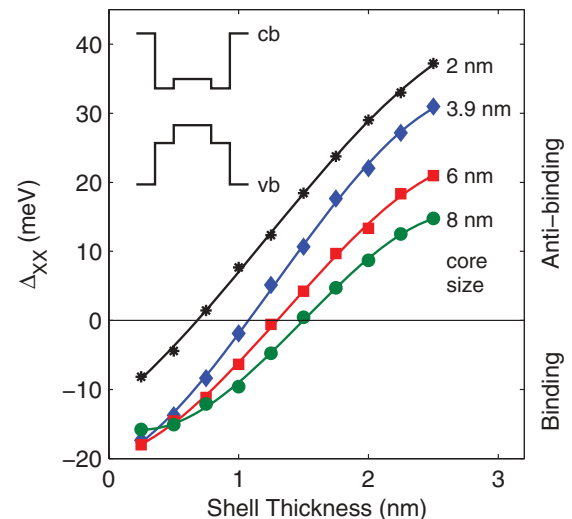 40
30
20
10
0
−10
−20
0
1
2
3
ΔXX (meV)
Shell Thickness (nm)
cb
vb
2 nm
3.9 nm
6 nm
8 nm
core
size
Anti-binding
Binding